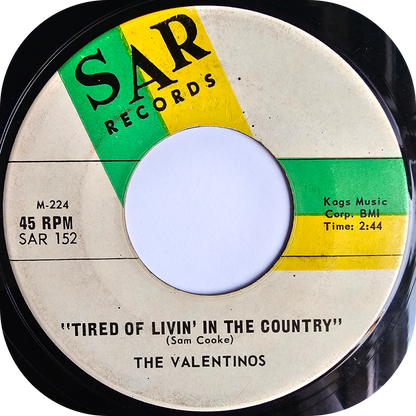 SAR
RECORDS
M-224
45 RPM
SAR 152
Kags Music
Corp. BMI
Time: 2:44
"TIRED OF LIVIN' IN THE COUNTRY"
(Sam Cooke)
THE VALENTINOS